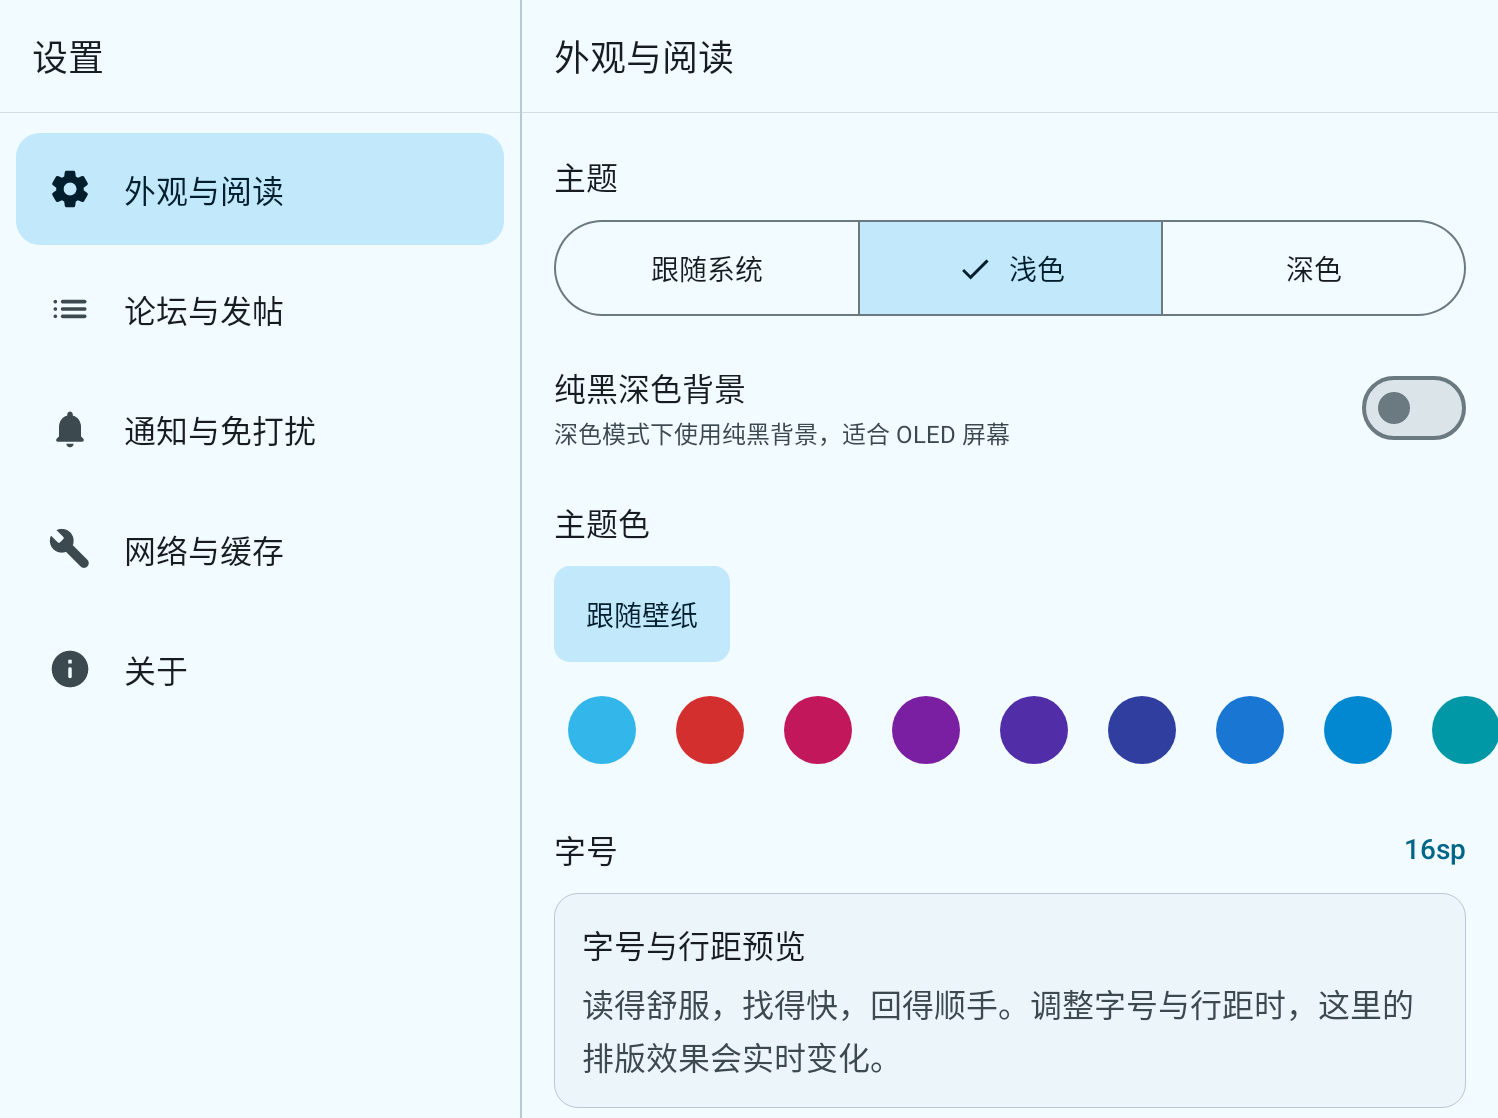 设置
外观与阅读
论坛与发帖
通知与免打扰
网络与缓存
关于
外观与阅读
主题
跟随系统
浅色
深色
纯黑深色背景
深色模式下使用纯黑背景，适合 OLED 屏幕
主题色
跟随壁纸
字号
16sp
字号与行距预览
读得舒服，找得快，回得顺手。调整字号与行距时，这里的
排版效果会实时变化。